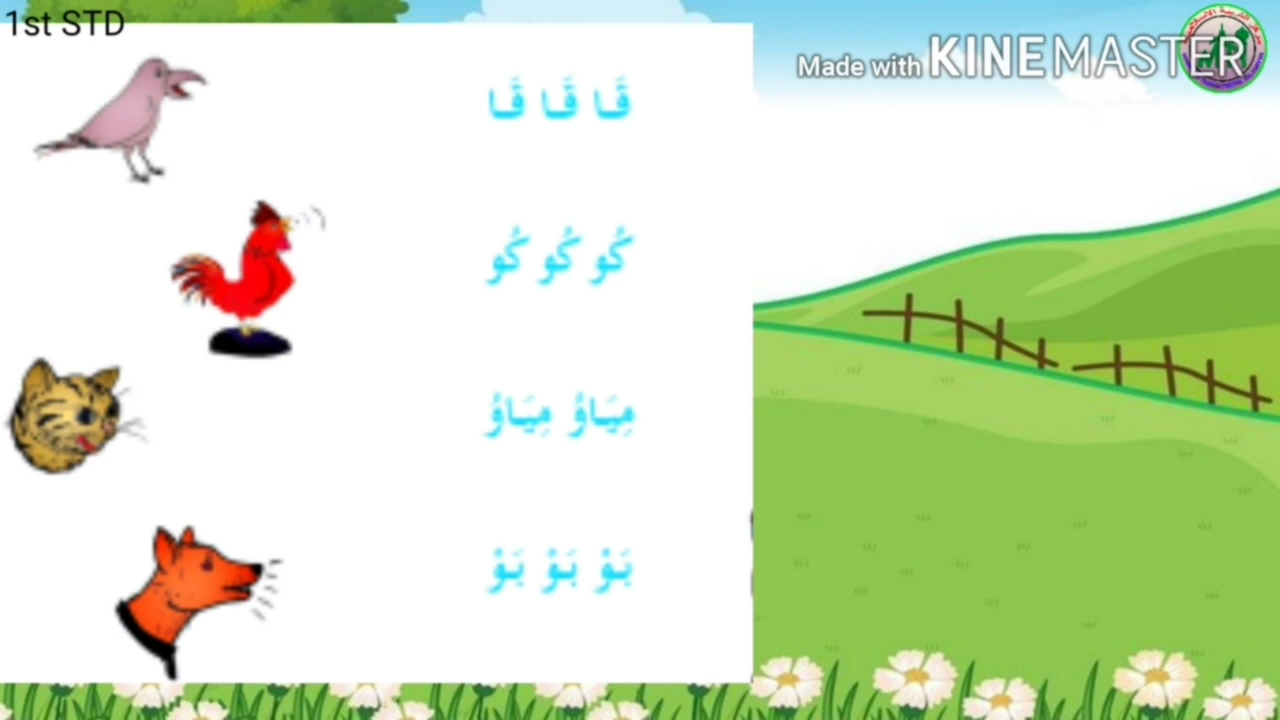 1st STD
Made with KINEMASTER
قَا قَا قَا
كُو كُو كُو
مِيَاوُ مِيَاوُ
بَوْ بَوْ بَوْ